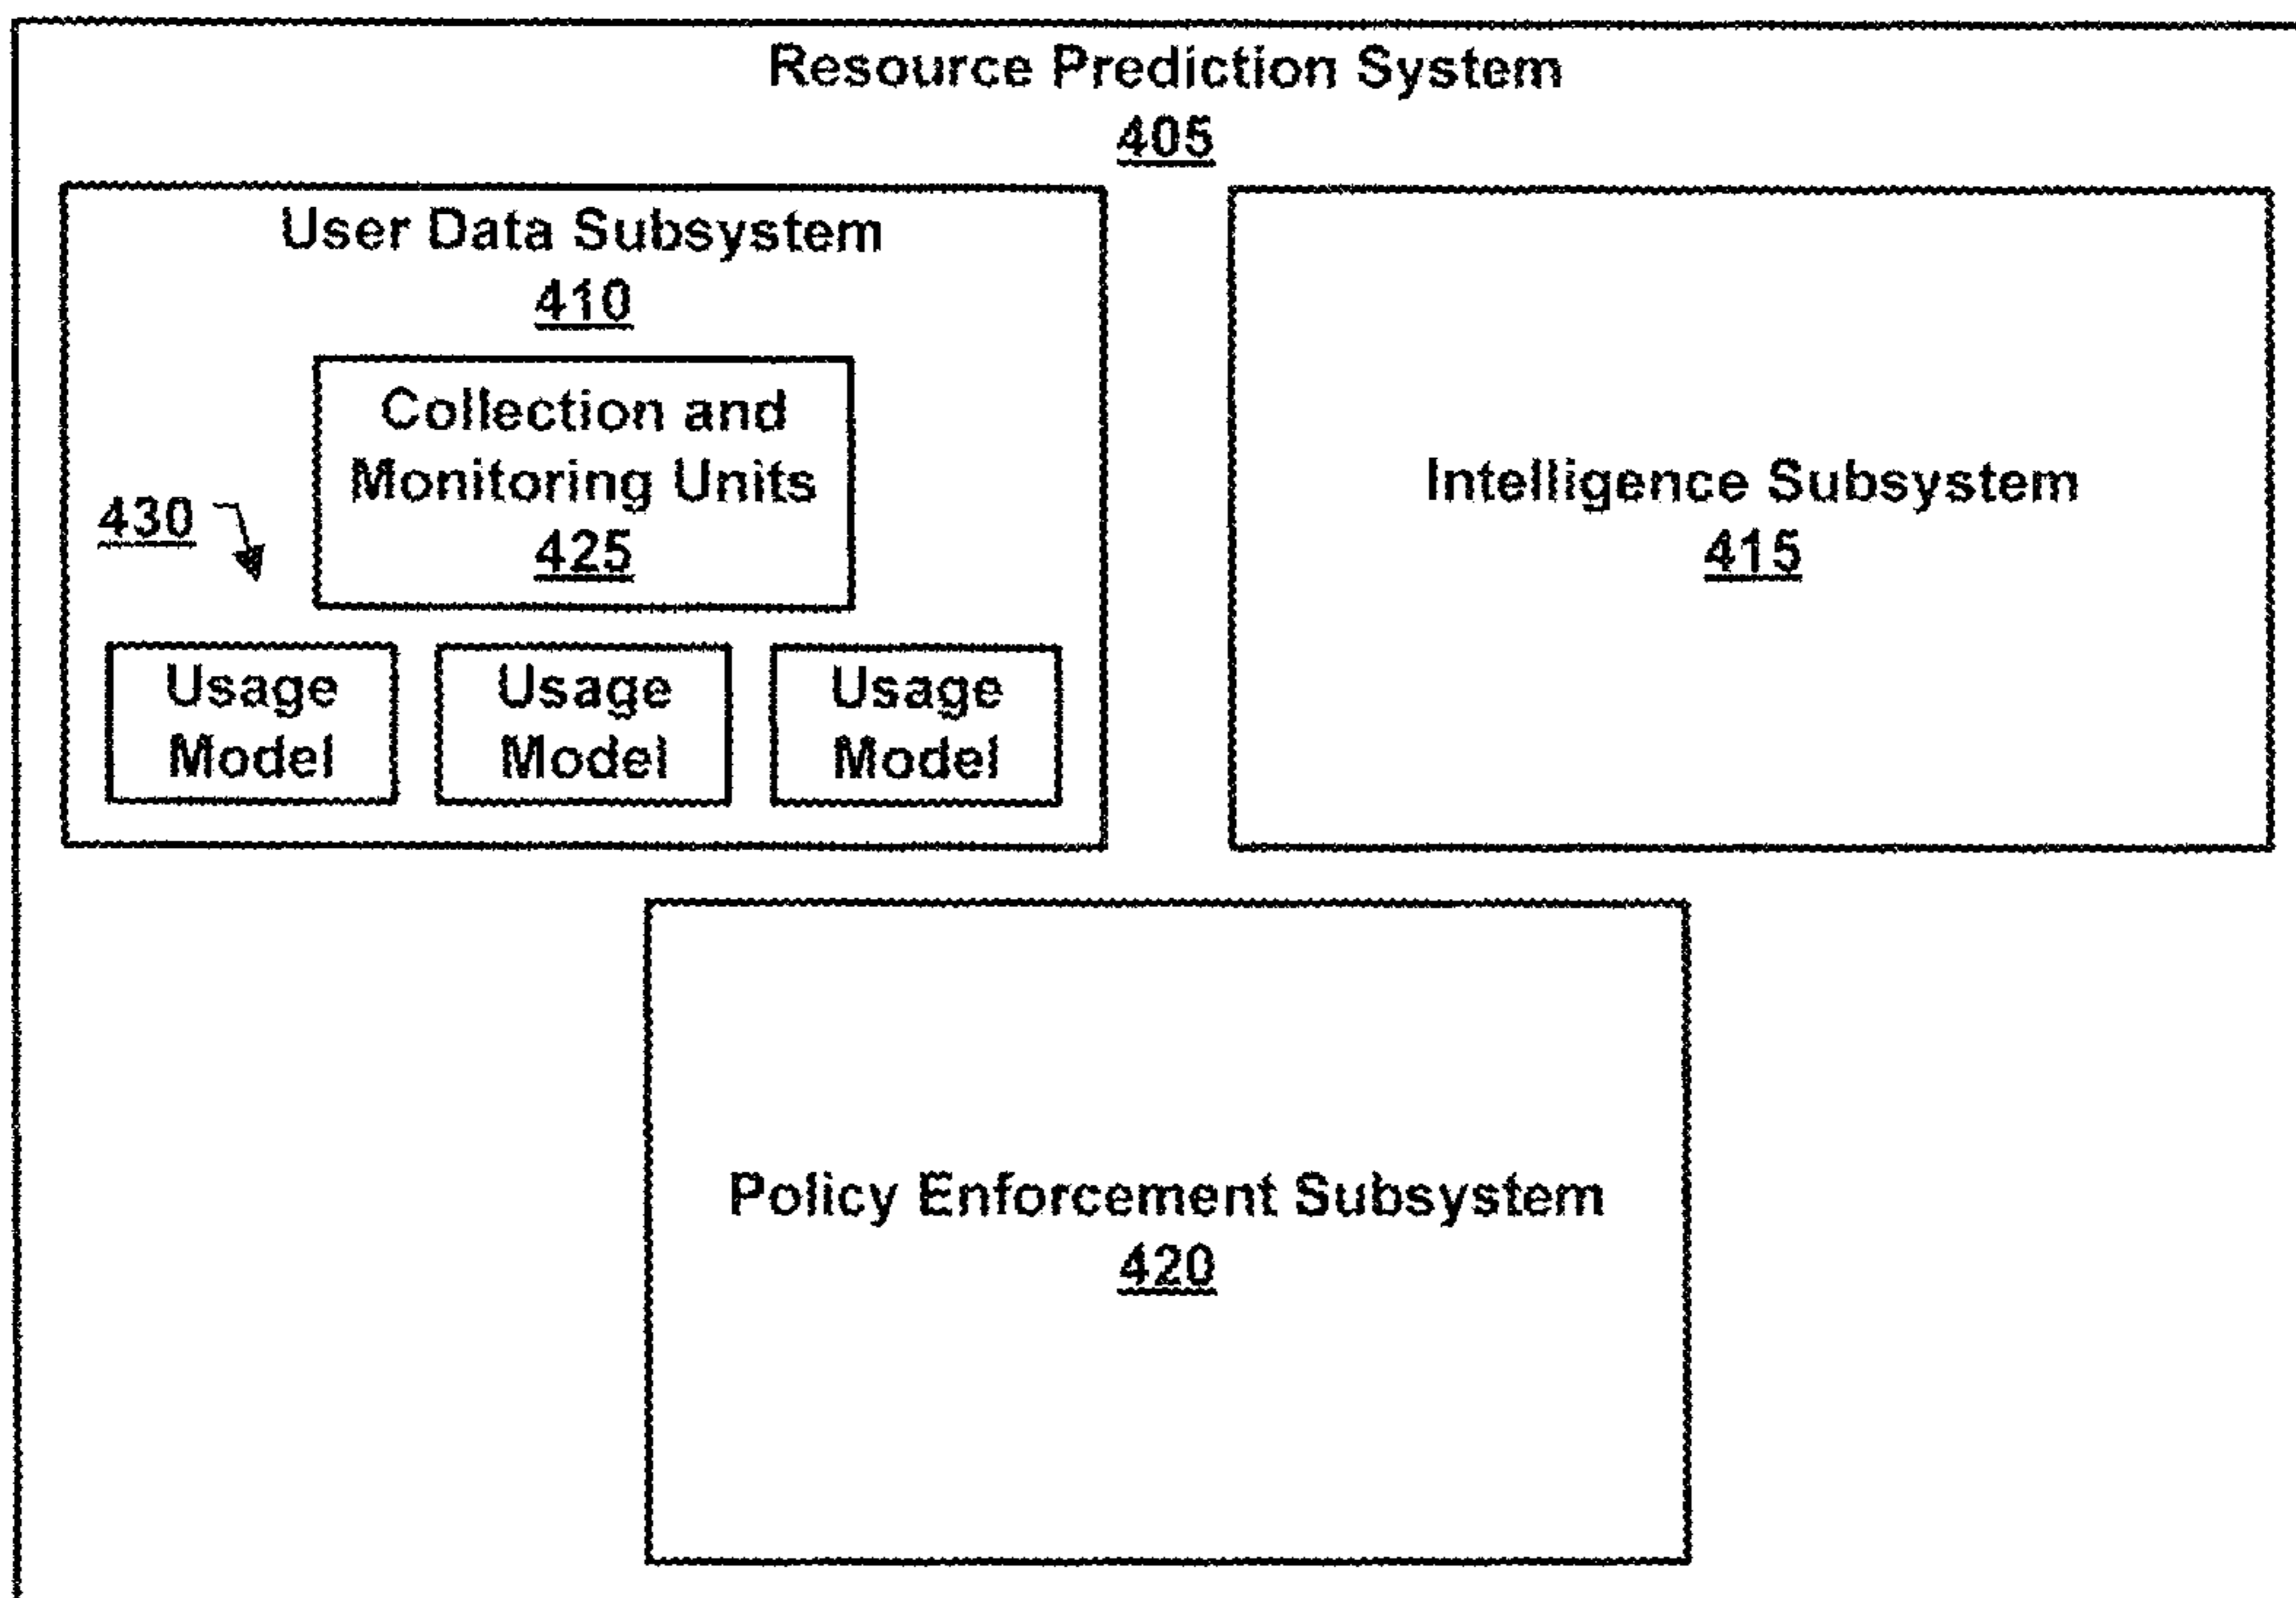 Resource Prediction System
405
User Data Subsystem
410
Collection and
Monitoring Units
425
430
Usage
Model
Usage
Model
Usage
Model
Intelligence Subsystem
415
Policy Enforcement Subsystem
420